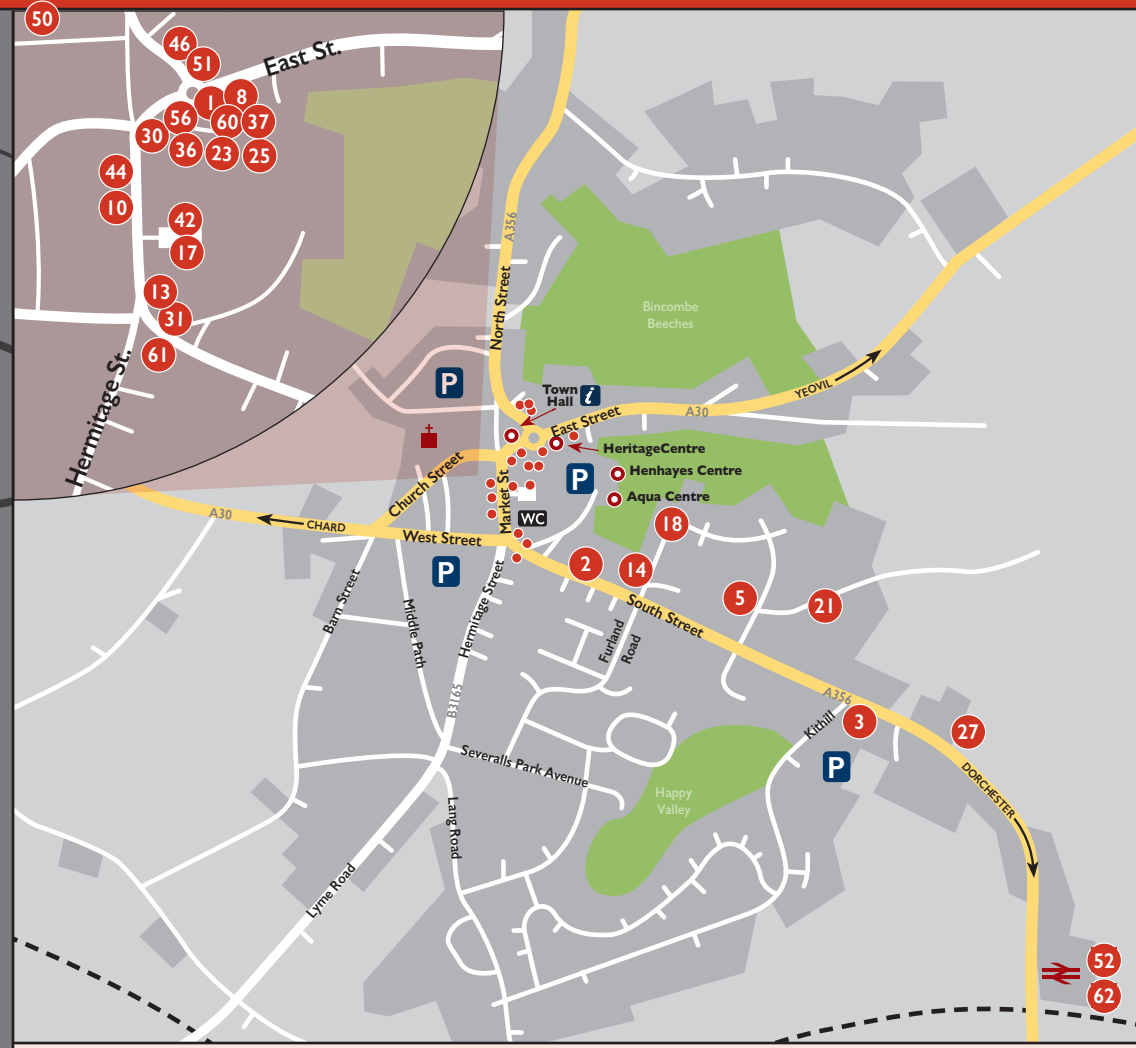 50
46
51
East St.
1
8
56
60
37
30
36
23
25
44
10
42
17
13
31
61
Hermitage St.
A356
North Street
Bincombe
Beeches
P
Town
Hall
i
East Street
A30
YEOVIL
HeritageCentre
Henhayes Centre
Aqua Centre
P
Church Street
Market St
WC
A30
CHARD
West Street
P
18
2
14
5
21
South Street
Barn Street
Middle Path
Hermitage Street
Furland
Road
B3165
A356
Kithill
3
27
P
DORCHESTER
Severalls Park Avenue
Happy
Valley
Lang Road
Lyme Road
52
62